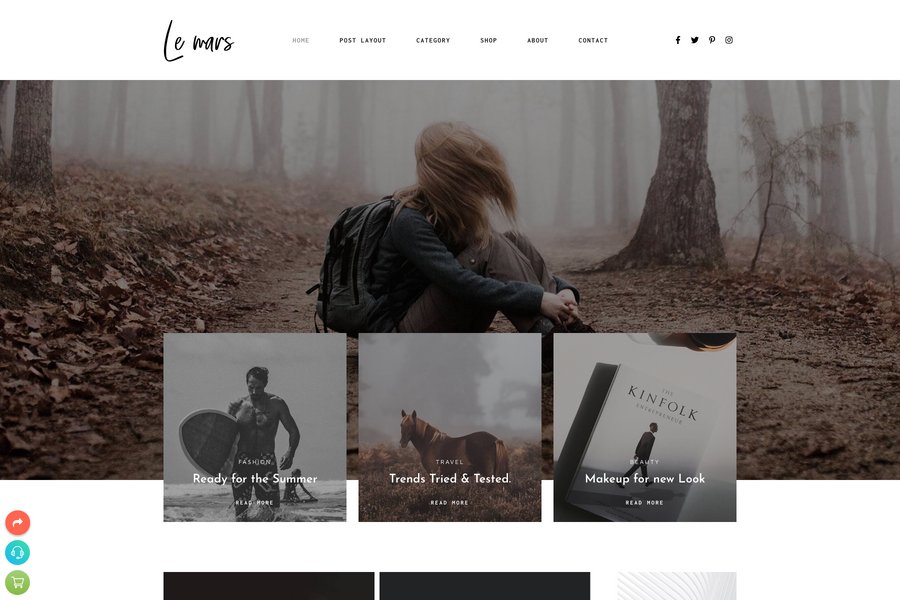 Le mars
HOME POST LAYOUT CATEGORY SHOP ABOUT CONTACT
FASHION
Ready for the Summer
READ MORE
TRAVEL
Trends Tried & Tested.
READ MORE
THE
KINFOLK
ENTREPRENEUR
BEAUTY
Makeup for new Look
READ MORE